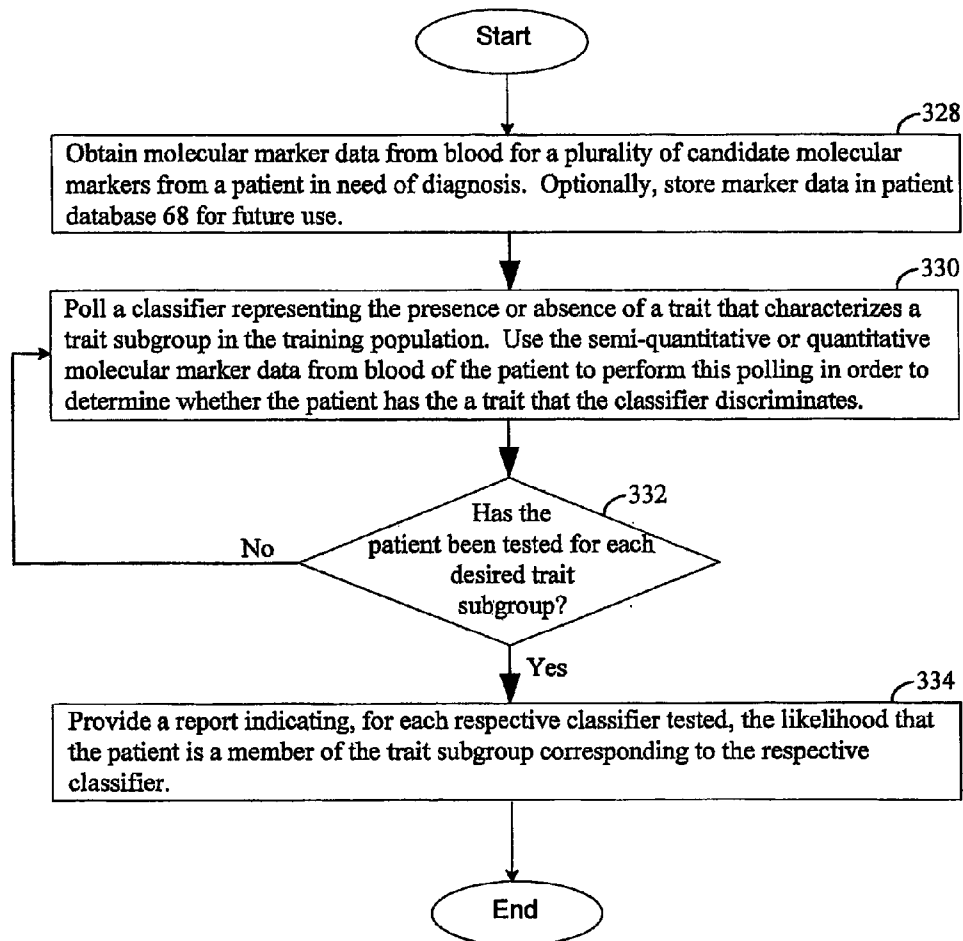 Start
328
Obtain molecular marker data from blood for a plurality of candidate molecular
markers from a patient in need of diagnosis. Optionally, store marker data in patient
database 68 for future use.
330
Poll a classifier representing the presence or absence of a trait that characterizes a
trait subgroup in the training population. Use the semi-quantitative or quantitative
molecular marker data from blood of the patient to perform this polling in order to
determine whether the patient has the a trait that the classifier discriminates.
332
Has the
patient been tested for each
desired trait
subgroup?
No
Yes
334
Provide a report indicating, for each respective classifier tested, the likelihood that
the patient is a member of the trait subgroup corresponding to the respective
classifier.
End